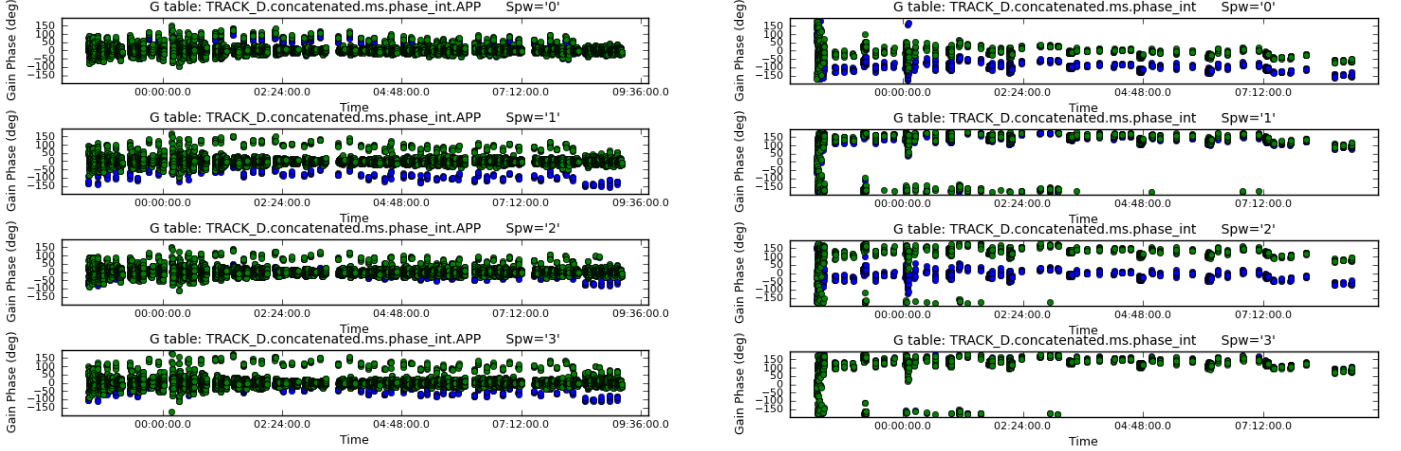 G table: TRACK_D.concatenated.ms.phase_int.APP Spw='0'
Gain Phase (deg)
150
100
50
0
−50
−100
−150
00:00:00.0 02:24:00.0 04:48:00.0 07:12:00.0 09:36:00.0
Time
G table: TRACK_D.concatenated.ms.phase_int.APP Spw='1'
Gain Phase (deg)
150
100
50
0
−50
−100
−150
00:00:00.0 02:24:00.0 04:48:00.0 07:12:00.0 09:36:00.0
Time
G table: TRACK_D.concatenated.ms.phase_int.APP Spw='2'
Gain Phase (deg)
150
100
50
0
−50
−100
−150
00:00:00.0 02:24:00.0 04:48:00.0 07:12:00.0 09:36:00.0
Time
G table: TRACK_D.concatenated.ms.phase_int.APP Spw='3'
Gain Phase (deg)
150
100
50
0
−50
−100
−150
00:00:00.0 02:24:00.0 04:48:00.0 07:12:00.0 09:36:00.0
Time
G table: TRACK_D.concatenated.ms.phase_int Spw='0'
Gain Phase (deg)
150
100
50
0
−50
−100
−150
00:00:00.0 02:24:00.0 04:48:00.0 07:12:00.0
Time
G table: TRACK_D.concatenated.ms.phase_int Spw='1'
Gain Phase (deg)
150
100
50
0
−50
−100
−150
00:00:00.0 02:24:00.0 04:48:00.0 07:12:00.0
Time
G table: TRACK_D.concatenated.ms.phase_int Spw='2'
Gain Phase (deg)
150
100
50
0
−50
−100
−150
00:00:00.0 02:24:00.0 04:48:00.0 07:12:00.0
Time
G table: TRACK_D.concatenated.ms.phase_int Spw='3'
Gain Phase (deg)
150
100
50
0
−50
−100
−150
00:00:00.0 02:24:00.0 04:48:00.0 07:12:00.0
Time